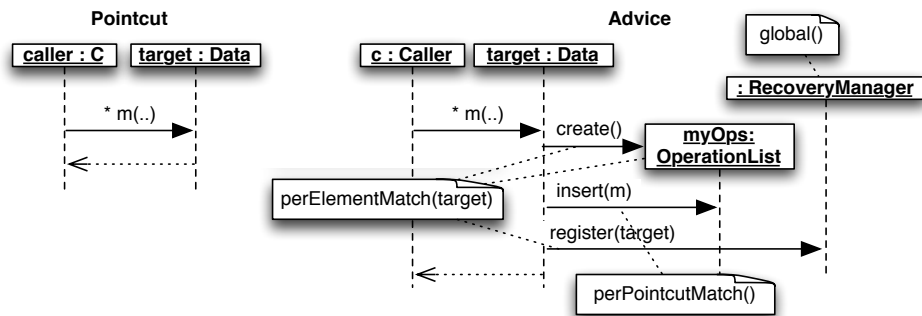 Pointcut
Advice
global()
caller : C
target : Data
c : Caller
target : Data
: RecoveryManager
* m(..)
* m(..)
create()
myOps:
OperationList
perElementMatch(target)
insert(m)
register(target)
perPointcutMatch()